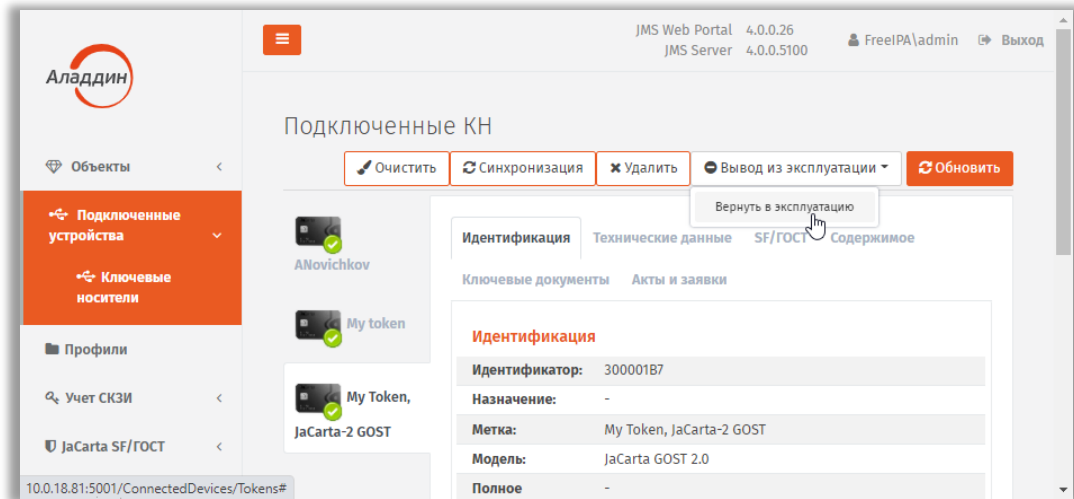 Аладдин
JMS Web Portal 4.0.0.26
JMS Server 4.0.0.5100
FreeIPA\admin
Выход
Подключенные КН
Очистить
Синхронизация
Удалить
Вывод из эксплуатации
Обновить
Вернуть в эксплуатацию
Объекты
Подключенные
устройства
Ключевые
носители
Профили
Учет СКЗИ
JaCarta SF/ГОСТ
10.0.18.81:5001/ConnectedDevices/Tokens#
ANovichkov
My token
My Token,
JaCarta-2 GOST
Идентификация
Технические данные
SF/ГОСТ
Содержимое
Ключевые документы
Акты и заявки
Идентификация
Идентификатор: 300001B7
Назначение: -
Метка: My Token, JaCarta-2 GOST
Модель: JaCarta GOST 2.0
Полное -